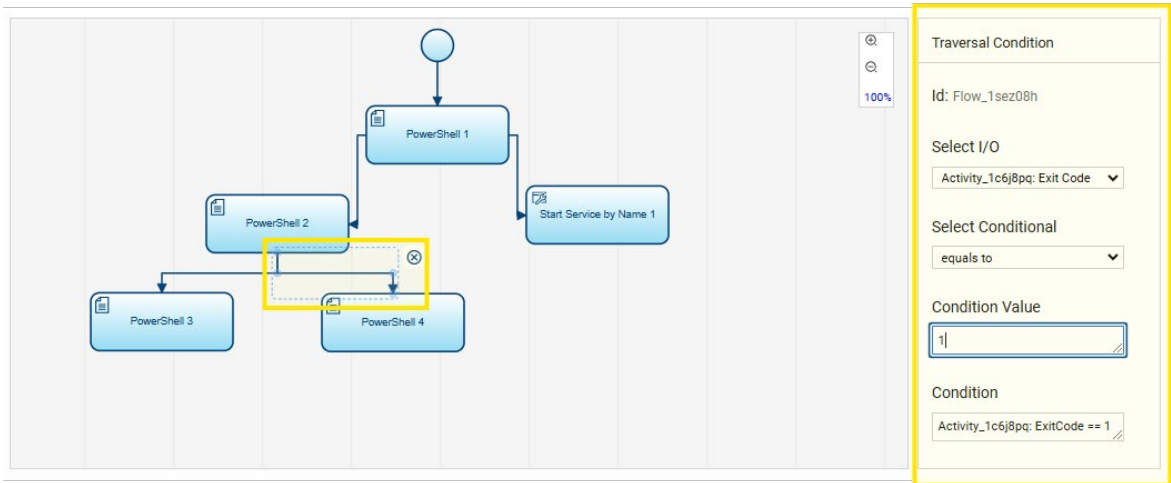 100%
PowerShell 1
PowerShell 2
Start Service by Name 1
PowerShell 3
PowerShell 4
Traversal Condition
Id: Flow_1sez08h
Select I/O
Activity_1c6j8pq: Exit Code
Select Conditional
equals to
Condition Value
1
Condition
Activity_1c6j8pq: ExitCode == 1